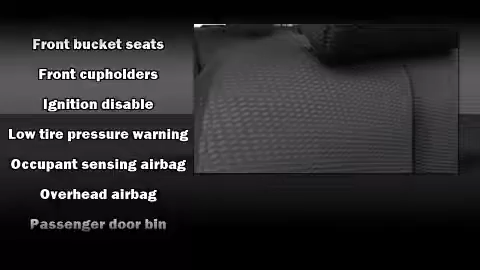 Front bucket seats
Front cupholders
Ignition disable
Low tire pressure warning
Occupant sensing airbag
Overhead airbag
Passenger door bin